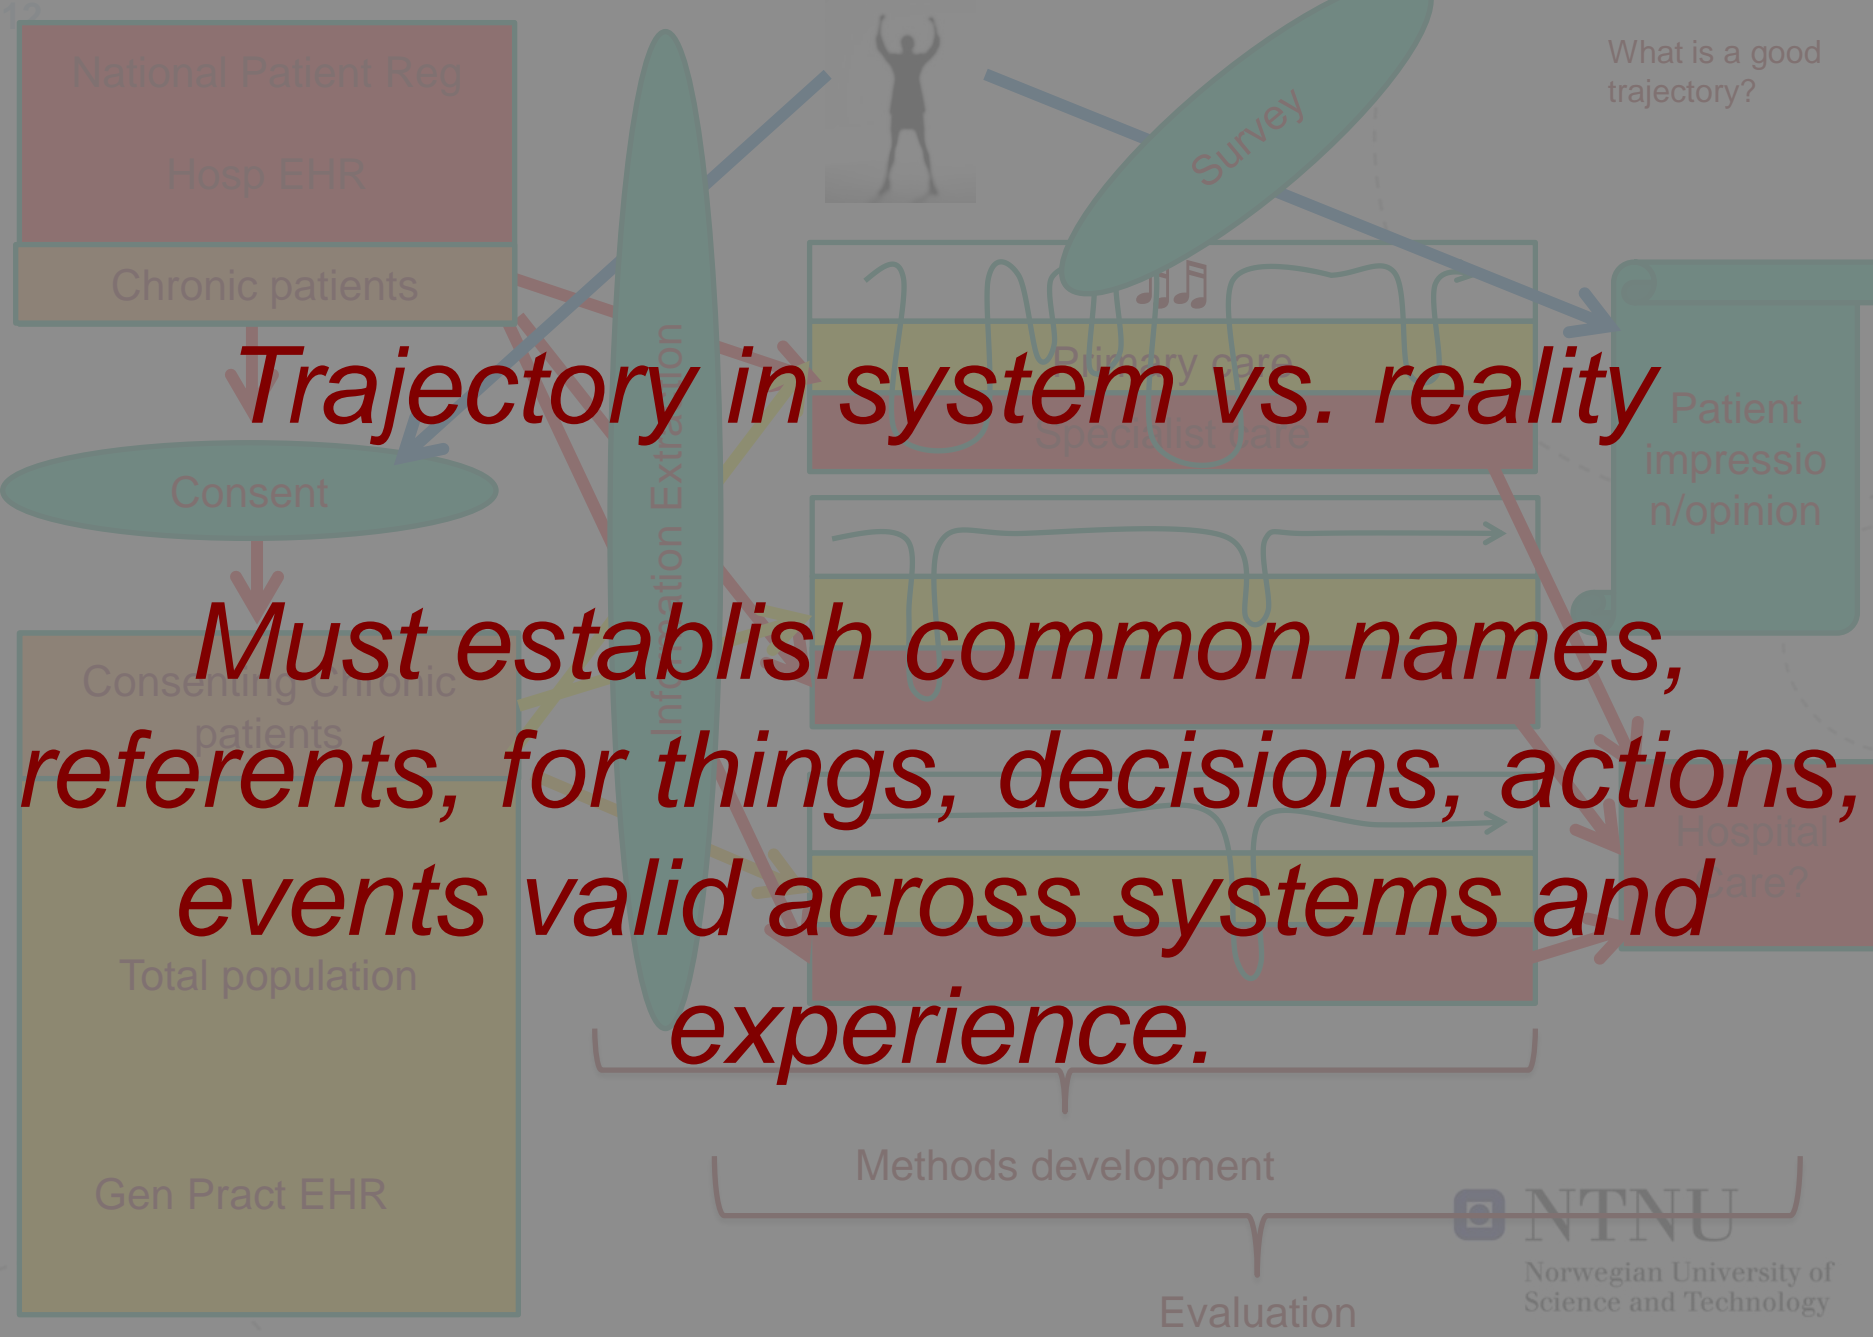 12
National Patient Reg
Hosp EHR
Chronic patients
Consent
Consenting Chronic
patients
Total population
Gen Pract EHR
Information Extraction
Survey
What is a good
trajectory?
Primary care
Specialist care
Patient
impressio
n/opinion
Hospital
Care?
Trajectory in system vs. reality
Must establish common names,
referents, for things, decisions, actions,
events valid across systems and
experience.
Methods development
Evaluation
NTNU
Norwegian University of
Science and Technology